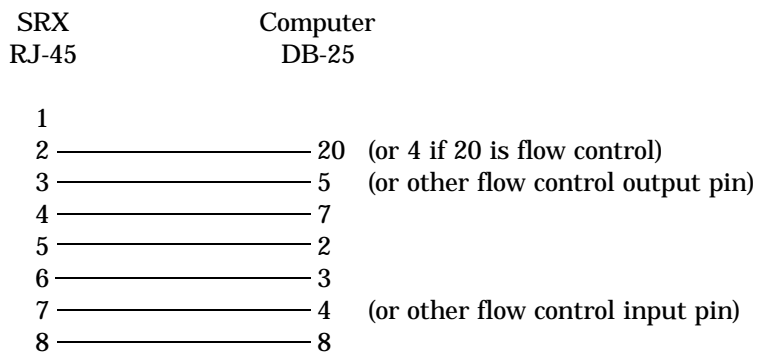 SRX Computer
RJ-45 DB-25
1
2 20 (or 4 if 20 is flow control)
3 5 (or other flow control output pin)
4 7
5 2
6 3
7 4 (or other flow control input pin)
8 8